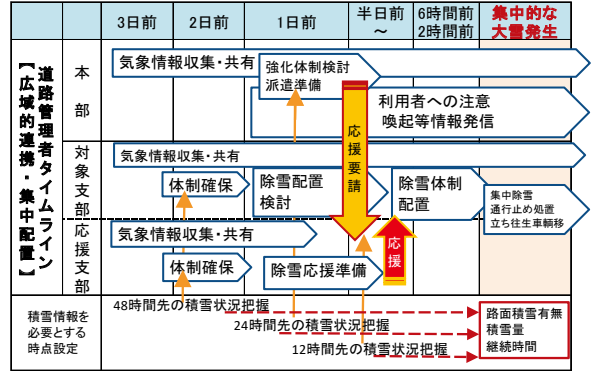 3日前
2日前
1日前
半日前
~
6時間前
2時間前
集中的な
大雪発生
道路管理者タイムライン
【広域的連携・集中配置】
本部
気象情報収集・共有
強化体制検討
派遣準備
利用者への注意
喚起等情報発信
応援要請
対象支部
気象情報収集・共有
体制確保
除雪配置
検討
除雪体制
配置
集中除雪
通行止め処置
立ち往生車輌移
応援支部
気象情報収集・共有
体制確保
除雪応援準備
応援
積雪情報を
必要とする
時点設定
48時間先の積雪状況把握
24時間先の積雪状況把握
12時間先の積雪状況把握
路面積雪有無
積雪量
継続時間